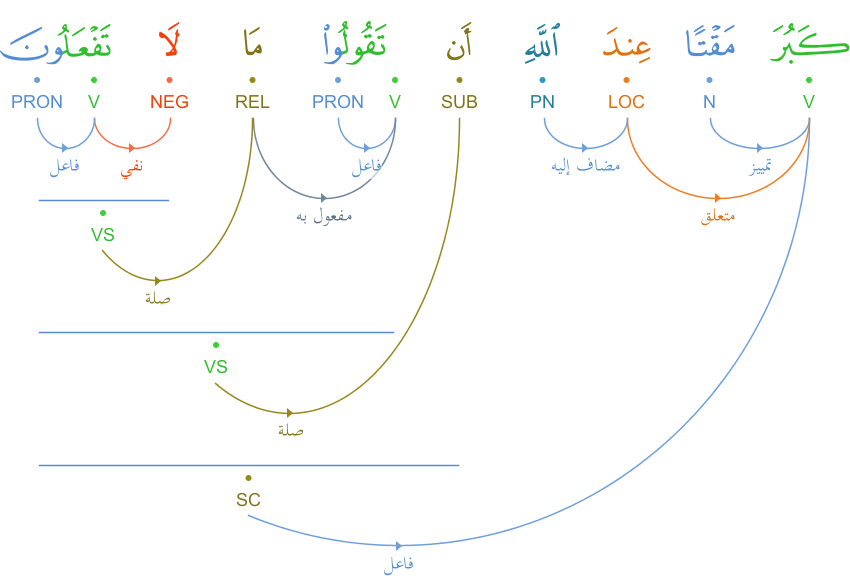 كَبُرَ مَقْتًا عِندَ ٱللَّهِ أَن تَقُولُوا۟ مَا لَا تَفْعَلُونَ
V N LOC PN SUB V PRON REL NEG V PRON
تمييز مضاف إليه فاعل نفي فاعل
متعلق مفعول به
VS
صلة
VS
صلة
SC
فاعل